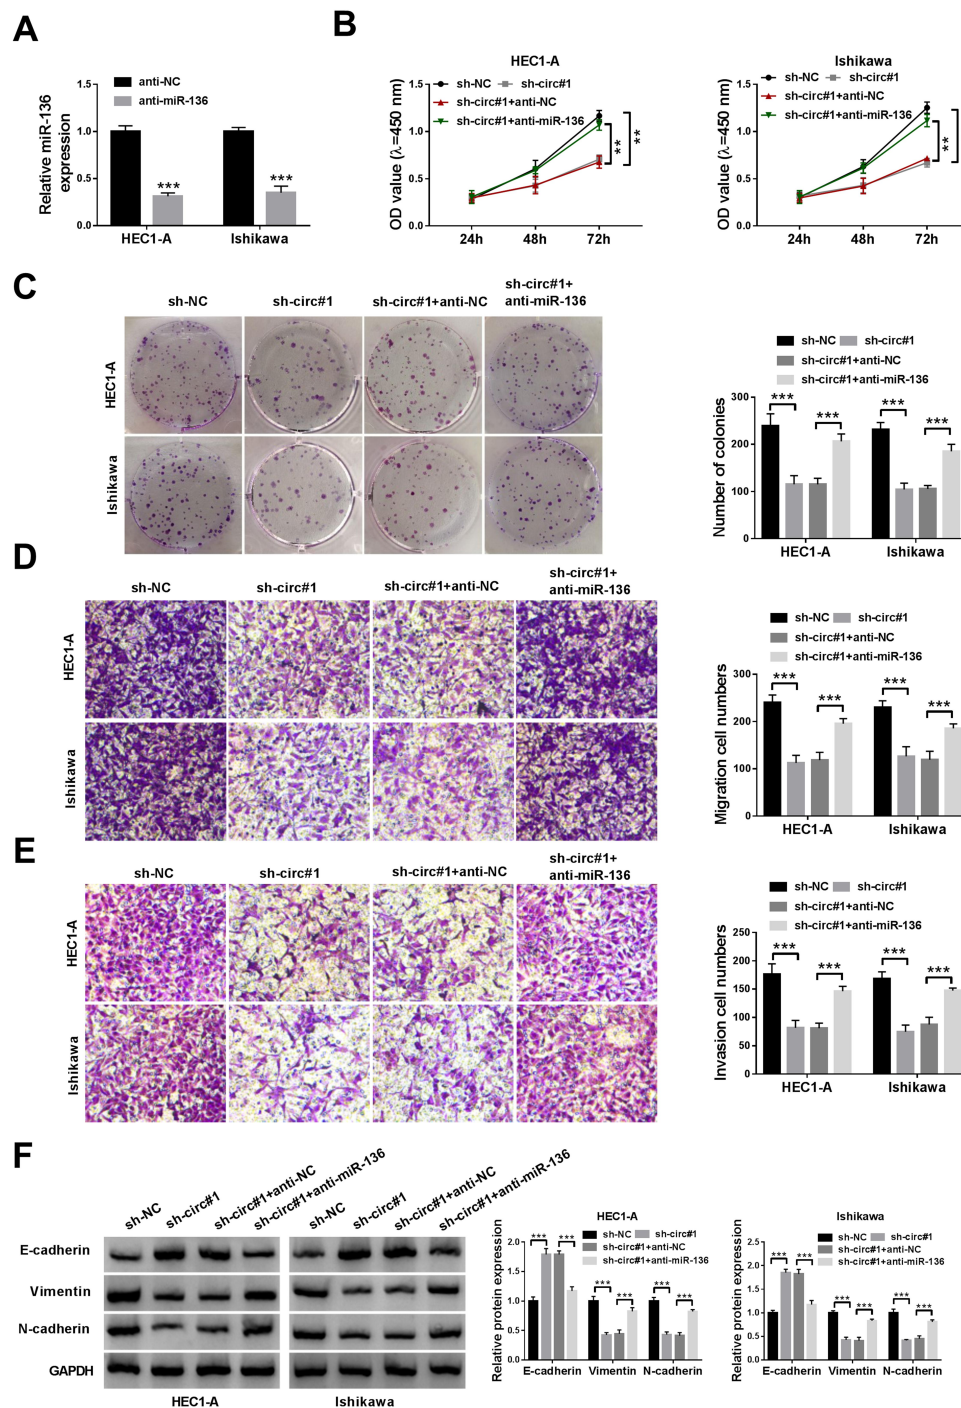 A
anti-NC
anti-miR-136
Relative miR-136
expression
1.5
1.0
0.5
0.0
***
***
HEC1-A
Ishikawa
B
HEC1-A
sh-NC
sh-circ#1
sh-circ#1+anti-NC
sh-circ#1+anti-miR-136
OD value (λ=450 nm)
1.5
1.0
0.5
0.0
**
**
24h
48h
72h
Ishikawa
sh-NC
sh-circ#1
sh-circ#1+anti-NC
sh-circ#1+anti-miR-136
OD value (λ=450 nm)
1.5
1.0
0.5
0.0
**
24h
48h
72h
C
sh-NC
sh-circ#1
sh-circ#1+anti-NC
sh-circ#1+
anti-miR-136
HEC1-A
Ishikawa
sh-NC
sh-circ#1
sh-circ#1+anti-NC
sh-circ#1+anti-miR-136
Number of colonies
300
200
100
0
***
***
***
***
HEC1-A
Ishikawa
D
sh-NC
sh-circ#1
sh-circ#1+anti-NC
sh-circ#1+
anti-miR-136
HEC1-A
Ishikawa
sh-NC
sh-circ#1
sh-circ#1+anti-NC
sh-circ#1+anti-miR-136
Migration cell numbers
300
200
100
0
***
***
***
***
HEC1-A
Ishikawa
E
sh-NC
sh-circ#1
sh-circ#1+anti-NC
sh-circ#1+
anti-miR-136
HEC1-A
Ishikawa
sh-NC
sh-circ#1
sh-circ#1+anti-NC
sh-circ#1+anti-miR-136
Invasion cell numbers
250
200
150
100
50
0
***
***
***
***
HEC1-A
Ishikawa
F
sh-NC
sh-circ#1
sh-circ#1+anti-NC
sh-circ#1+anti-miR-136
sh-NC
sh-circ#1
sh-circ#1+anti-NC
sh-circ#1+anti-miR-136
E-cadherin
Vimentin
N-cadherin
GAPDH
HEC1-A
Ishikawa
HEC1-A
sh-NC
sh-circ#1
sh-circ#1+anti-NC
sh-circ#1+anti-miR-136
Relative protein expression
2.0
1.5
1.0
0.5
0.0
***
***
***
***
***
***
E-cadherin
Vimentin
N-cadherin
Ishikawa
sh-NC
sh-circ#1
sh-circ#1+anti-NC
sh-circ#1+anti-miR-136
Relative protein expression
2.0
1.5
1.0
0.5
0.0
***
***
***
***
***
***
E-cadherin
Vimentin
N-cadherin